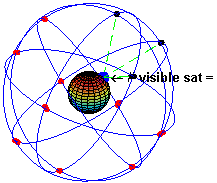 visible sat =